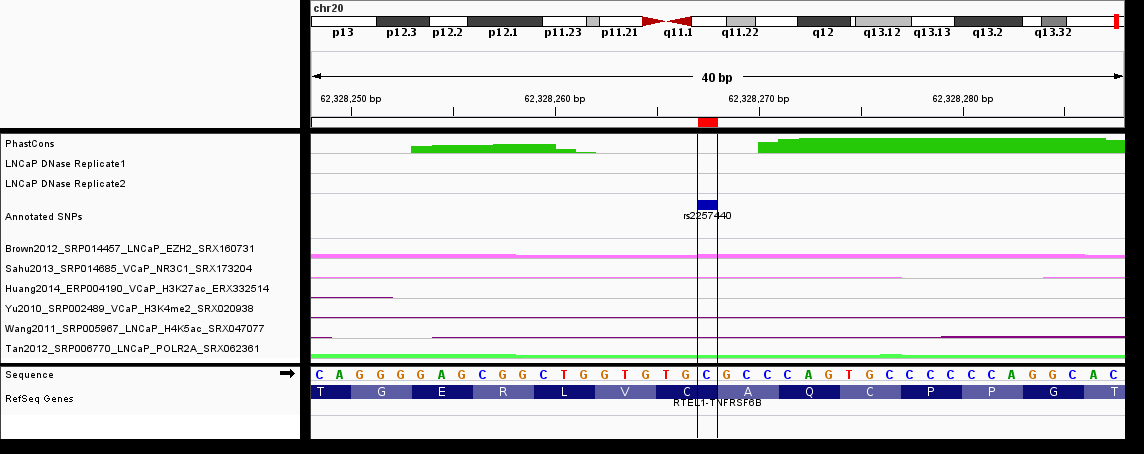 chr20
p13 p12.3 p12.2 p12.1 p11.23 p11.21 q11.1 q11.22 q12 q13.12 q13.13 q13.2 q13.32
40 bp
62,328,250 bp 62,328,260 bp 62,328,270 bp 62,328,280 bp
PhastCons
LNCaP DNase Replicate1
LNCaP DNase Replicate2
Annotated SNPs
rs2257440
Brown2012_SRP014457_LNCaP_EZH2_SRX160731
Sahu2013_SRP014685_VCaP_NR3C1_SRX173204
Huang2014_ERP004190_VCaP_H3K27ac_ERX332514
Yu2010_SRP002489_VCaP_H3K4me2_SRX020938
Wang2011_SRP005967_LNCaP_H4K5ac_SRX047077
Tan2012_SRP006770_LNCaP_POLR2A_SRX062361
Sequence C A G G G G A G C G G C T G G T G T G C G C C C A G T G C C C C C C A G G C A C
RefSeq Genes T G E R L V C A Q C P P G T
RTEL1-TNFRSF6B